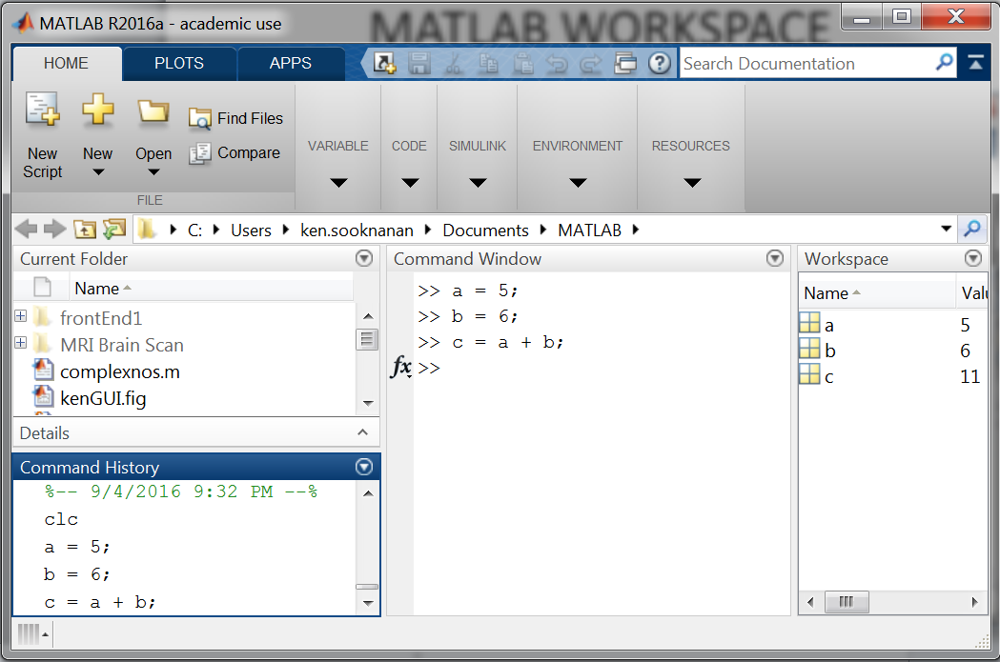 MATLAB WORKSPACE
MATLAB R2016a - academic use
HOME PLOTS APPS
Search Documentation
New Script
New
Open
Find Files
Compare
FILE
VARIABLE
CODE
SIMULINK
ENVIRONMENT
RESOURCES
C: Users ken.sooknanan Documents MATLAB
Current Folder
Name
frontEnd1
MRI Brain Scan
complexnos.m
kenGUI.fig
Details
Command History
%-- 9/4/2016 9:32 PM --%
clc
a = 5;
b = 6;
c = a + b;
Command Window
>> a = 5;
>> b = 6;
>> c = a + b;
fx >>
Workspace
Name Valu
a 5
b 6
c 11